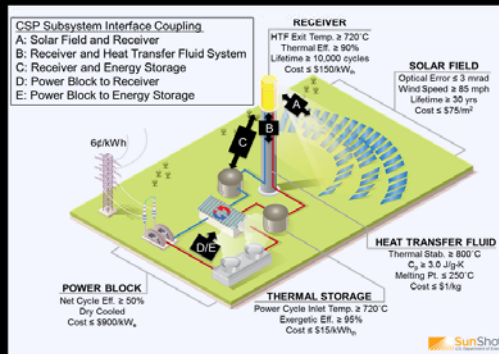 CSP Subsystem Interface Coupling
A: Solar Field and Receiver
B: Receiver and Heat Transfer Fluid System
C: Receiver and Energy Storage
D: Power Block to Receiver
E: Power Block to Energy Storage
RECEIVER
HTF Exit Temp. ≥ 720°C
Thermal Eff. ≥ 90%
Lifetime ≥ 10,000 cycles
Cost ≤ $150/kWth
SOLAR FIELD
Optical Error ≤ 3 mrad
Wind Speed ≥ 85 mph
Lifetime ≥ 30 yrs
Cost ≤ $75/m²
A
B
C
6¢/kWh
D/E
HEAT TRANSFER FLUID
Thermal Stab. ≥ 800°C
Cp ≥ 3.0 J/g-K
Melting Pt. ≤ 250°C
Cost ≤ $1/kg
POWER BLOCK
Net Cycle Eff. ≥ 50%
Dry Cooled
Cost ≤ $900/kWe
THERMAL STORAGE
Power Cycle Inlet Temp. ≥ 720°C
Exergetic Eff. ≥ 95%
Cost ≤ $15/kWhth
SunShot
U.S. Department of